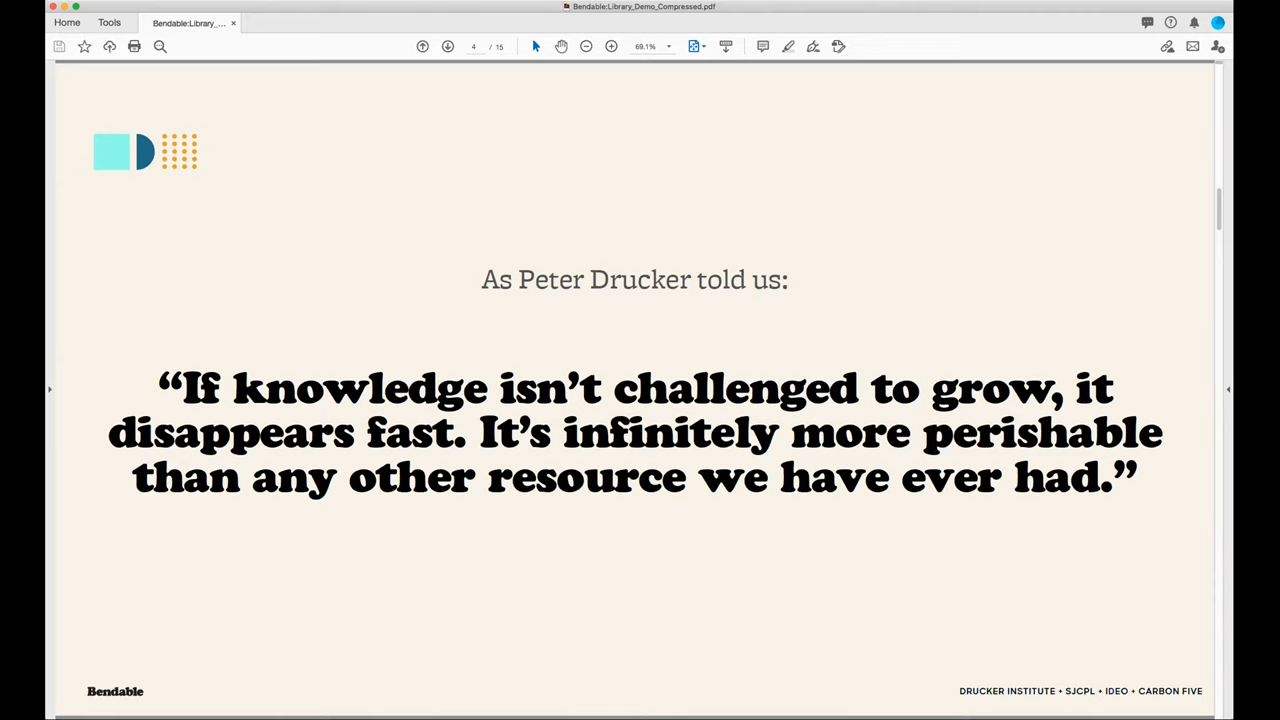 Bendable:Library_Demo_Compressed.pdf
Home Tools Bendable:Library_... ×
4 / 15 69.1%
As Peter Drucker told us:
“If knowledge isn’t challenged to grow, it
disappears fast. It’s infinitely more perishable
than any other resource we have ever had.”
Bendable
DRUCKER INSTITUTE + SJCPL + IDEO + CARBON FIVE